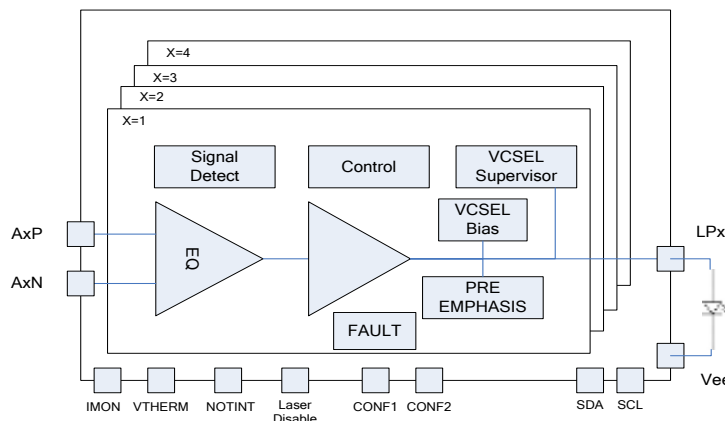 X=4
X=3
X=2
X=1
Signal
Detect
Control
VCSEL
Supervisor
VCSEL
Bias
LPx
AxP
EQ
AxN
PRE
EMPHASIS
FAULT
Vee
IMON
VTHERM
NOTINT
Laser
Disable
CONF1
CONF2
SDA
SCL